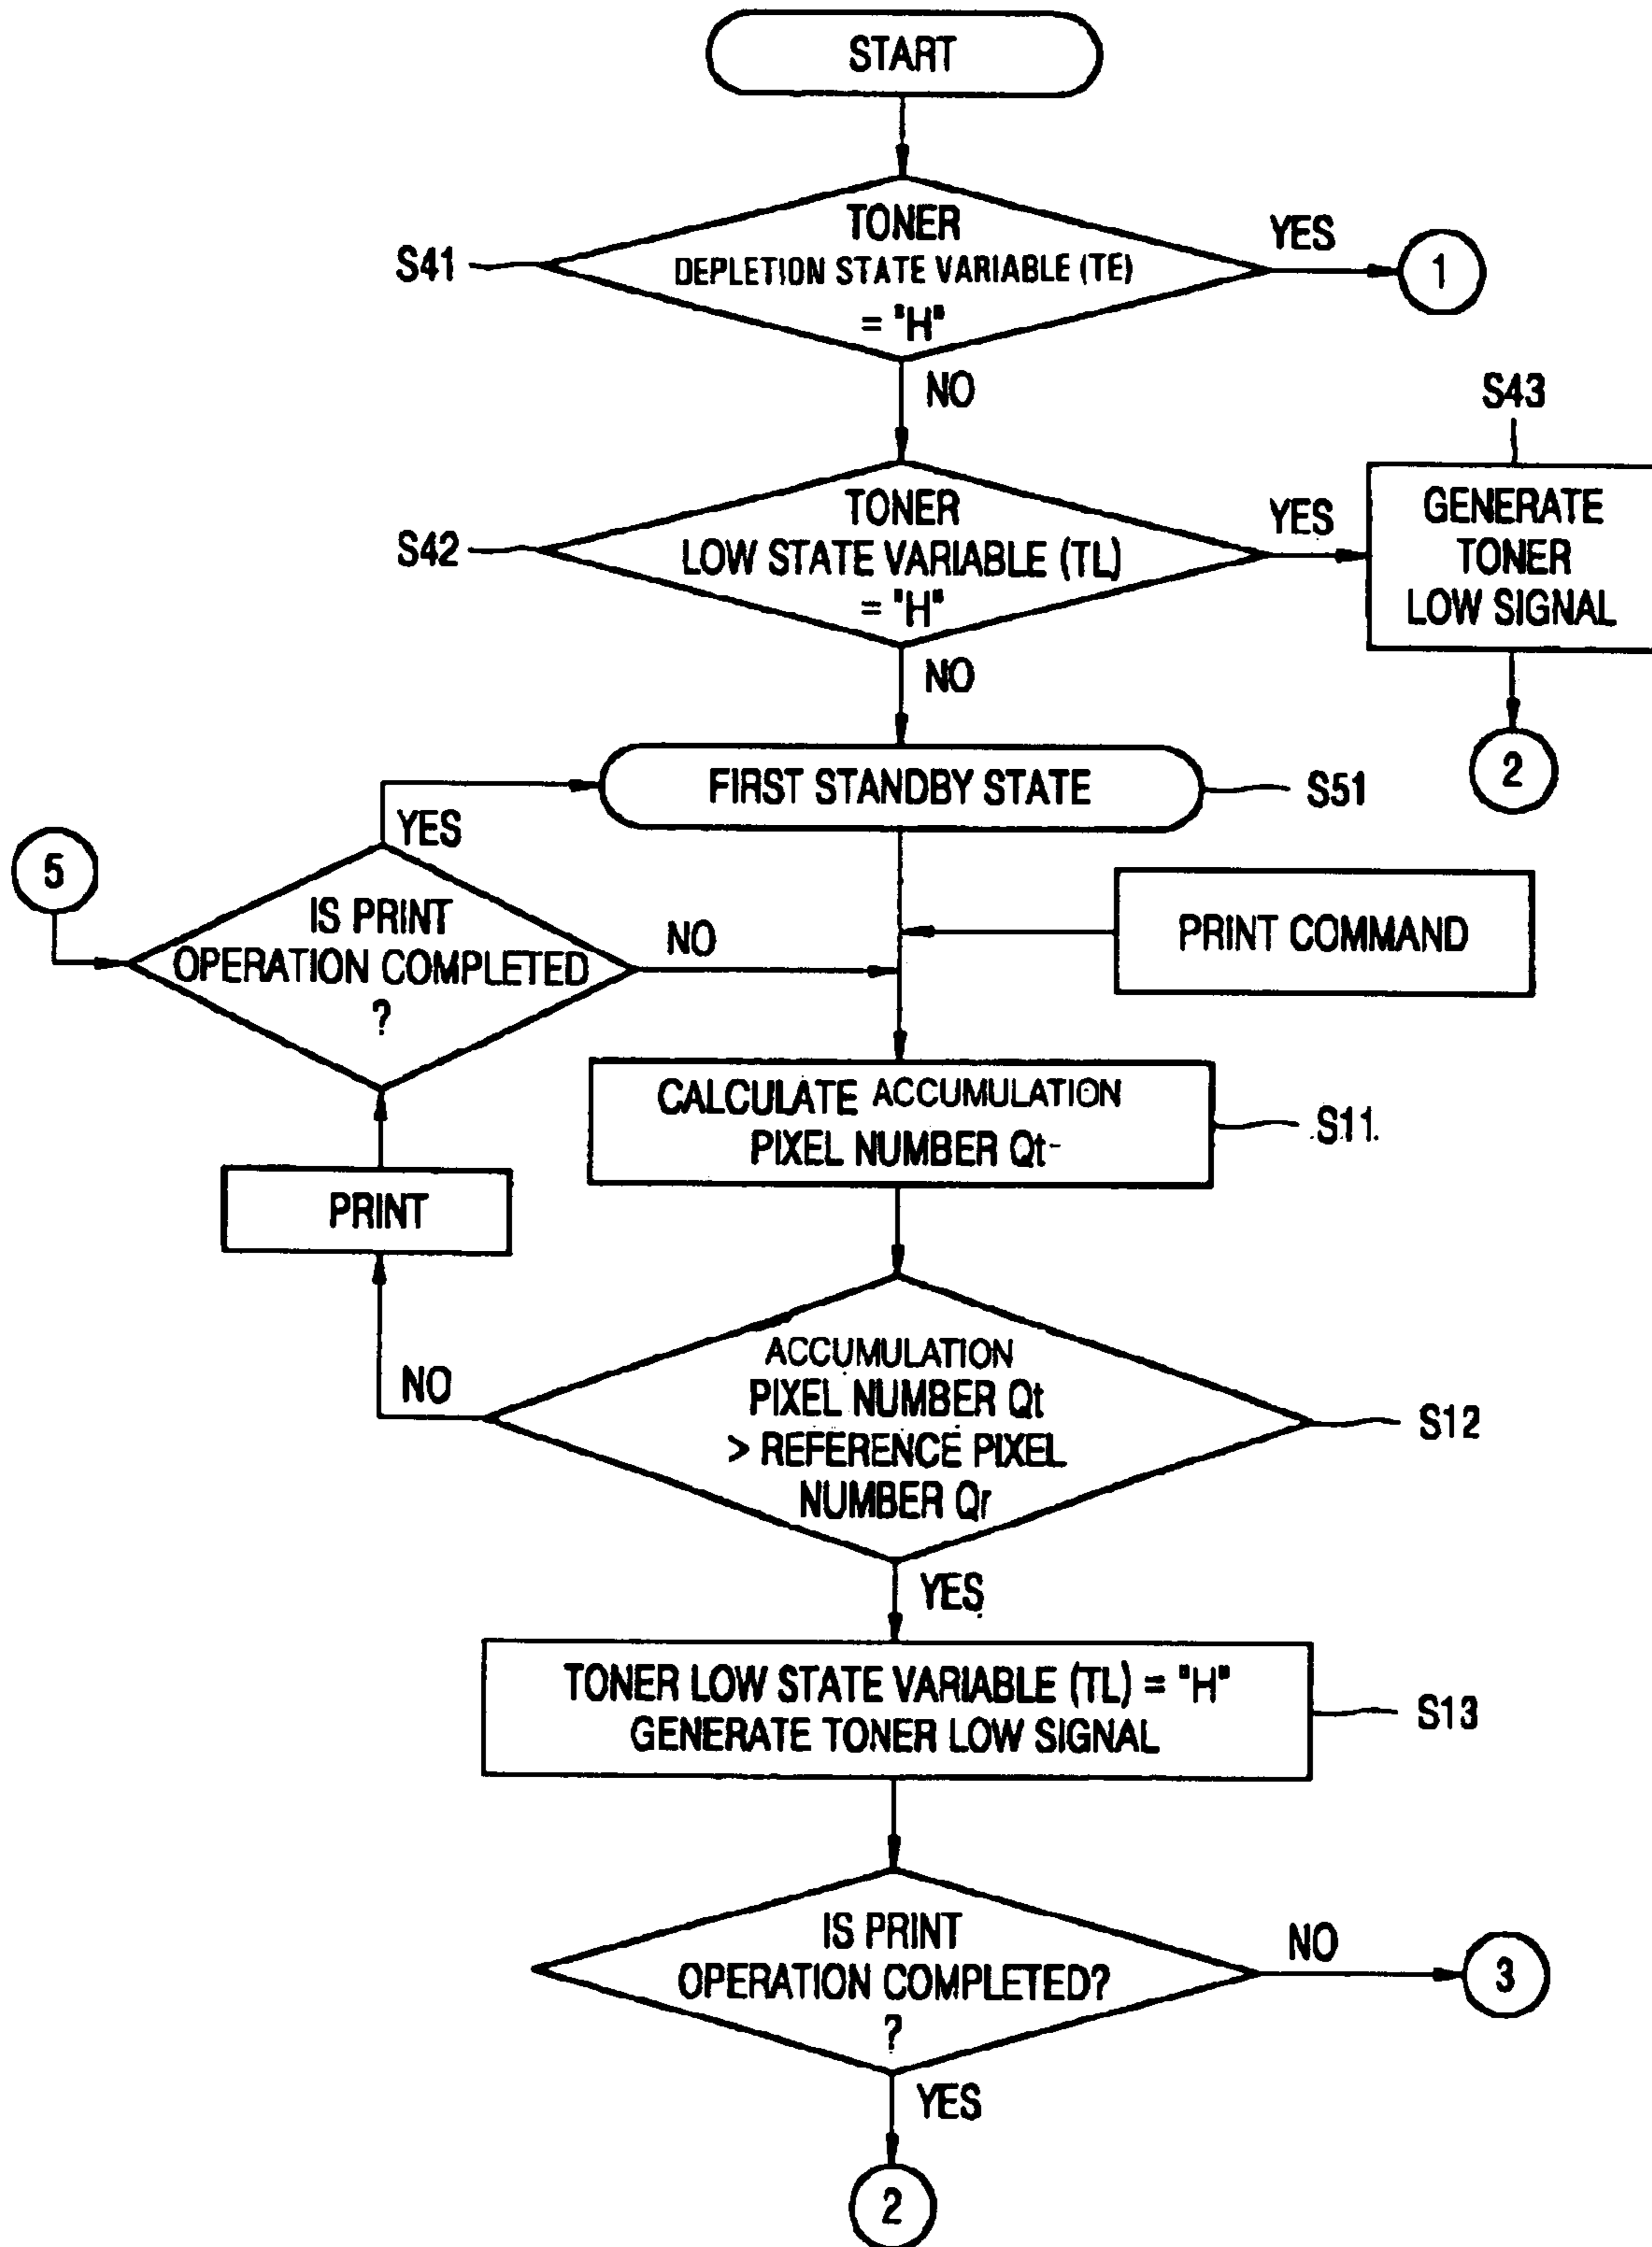 START
TONER
DEPLETION STATE VARIABLE (TE)
= "H"
S41
YES
1
NO
S43
TONER
LOW STATE VARIABLE (TL)
= "H"
S42
YES
GENERATE
TONER
LOW SIGNAL
NO
2
FIRST STANDBY STATE
S51
YES
5
IS PRINT
OPERATION COMPLETED
?
NO
PRINT COMMAND
CALCULATE ACCUMULATION
PIXEL NUMBER Qt
S11
PRINT
ACCUMULATION
PIXEL NUMBER Qt
> REFERENCE PIXEL
NUMBER Qr
NO
S12
YES
TONER LOW STATE VARIABLE (TL) = "H"
GENERATE TONER LOW SIGNAL
S13
IS PRINT
OPERATION COMPLETED?
?
NO
3
YES
2